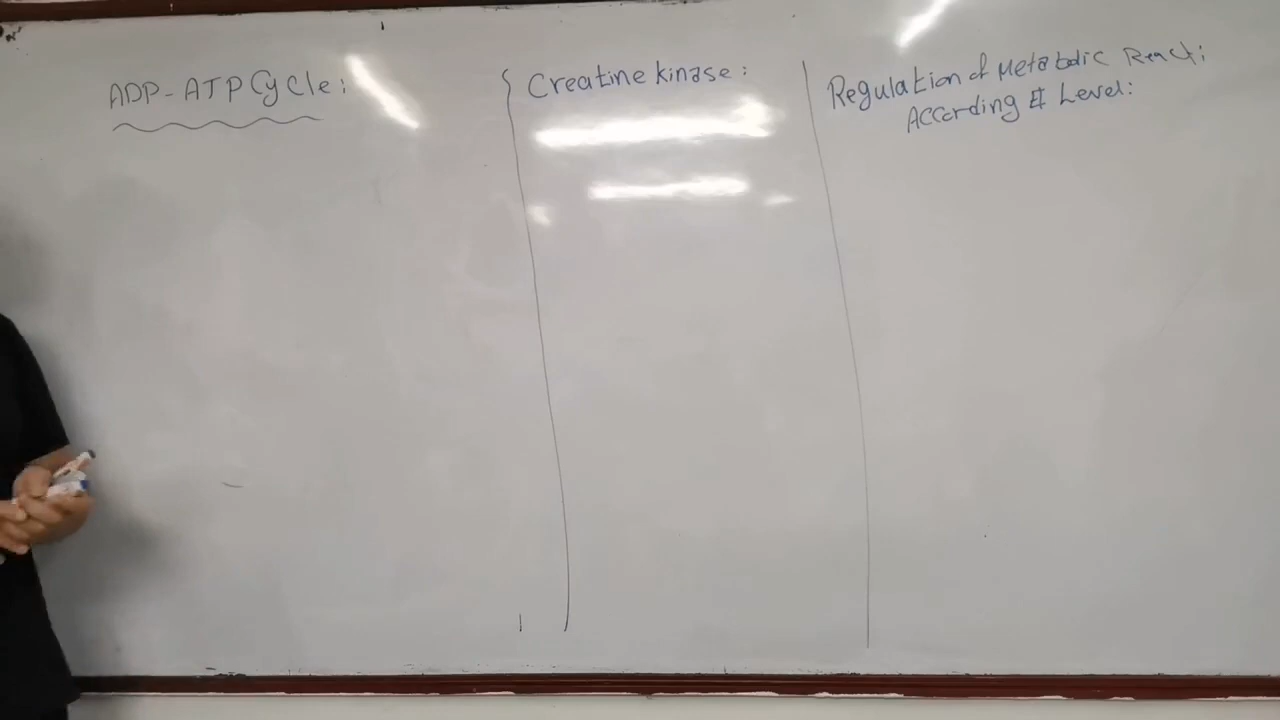 ADP-ATP Cycle:
Creatine kinase:
Regulation of Metabolic React:
According E Level: